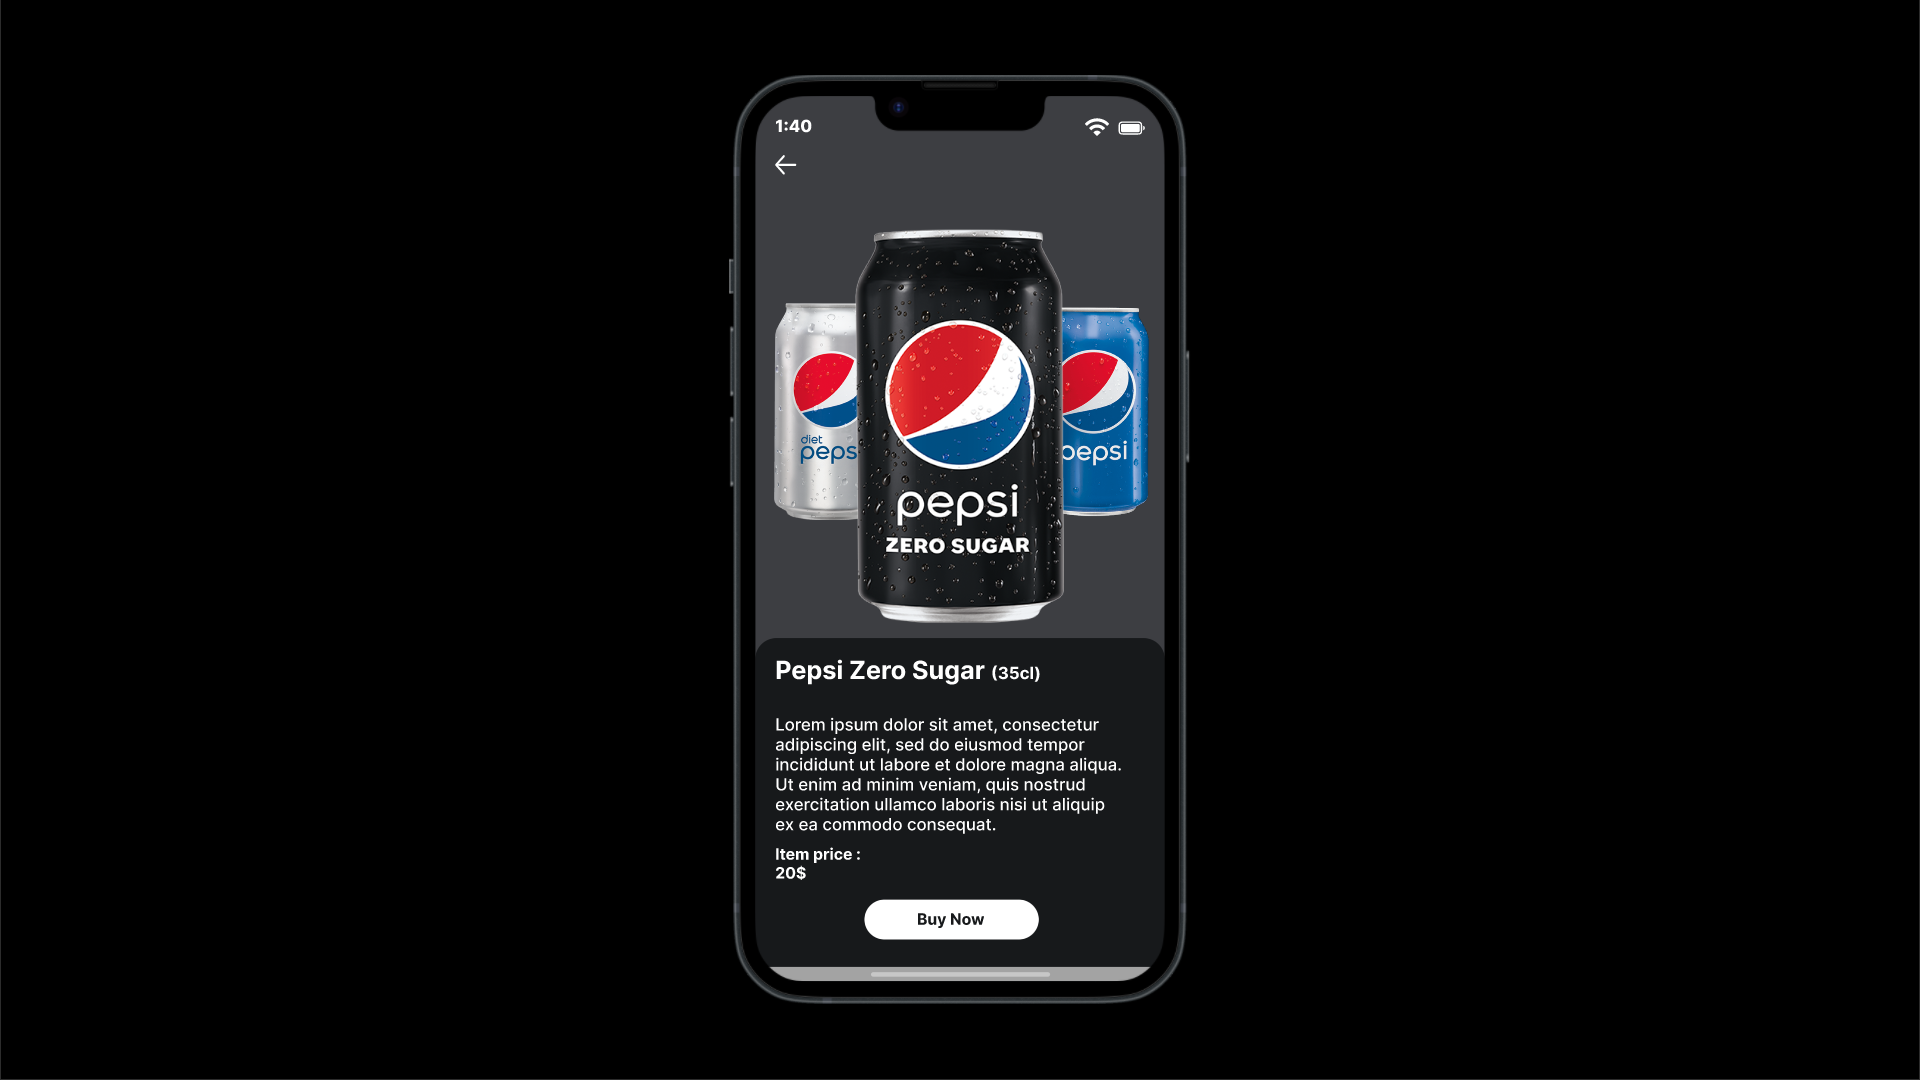 1:40
diet
peps
pepsi
ZERO SUGAR
pepsi
Pepsi Zero Sugar (35cl)
Lorem ipsum dolor sit amet, consectetur
adipiscing elit, sed do eiusmod tempor
incididunt ut labore et dolore magna aliqua.
Ut enim ad minim veniam, quis nostrud
exercitation ullamco laboris nisi ut aliquip
ex ea commodo consequat.
Item price :
20$
Buy Now